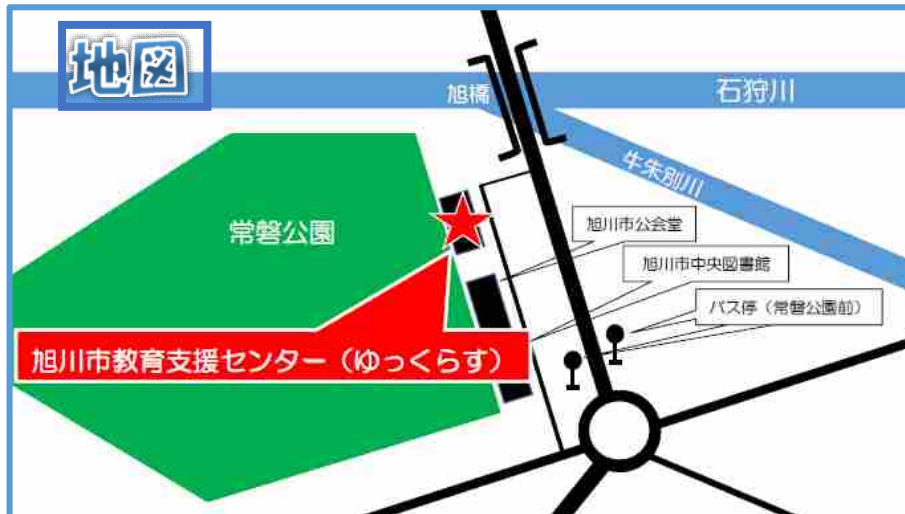 地図
旭橋
石狩川
牛朱別川
常磐公園
旭川市公会堂
旭川市中央図書館
バス停（常磐公園前）
旭川市教育支援センター（ゆっくらす）